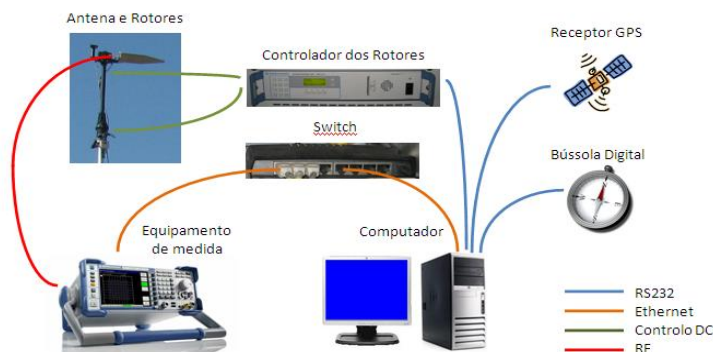 Antena e Rotores
Controlador dos Rotores
Receptor GPS
Switch
Bússola Digital
Equipamento
de medida
Computador
RS232
Ethernet
Controlo DC
RF